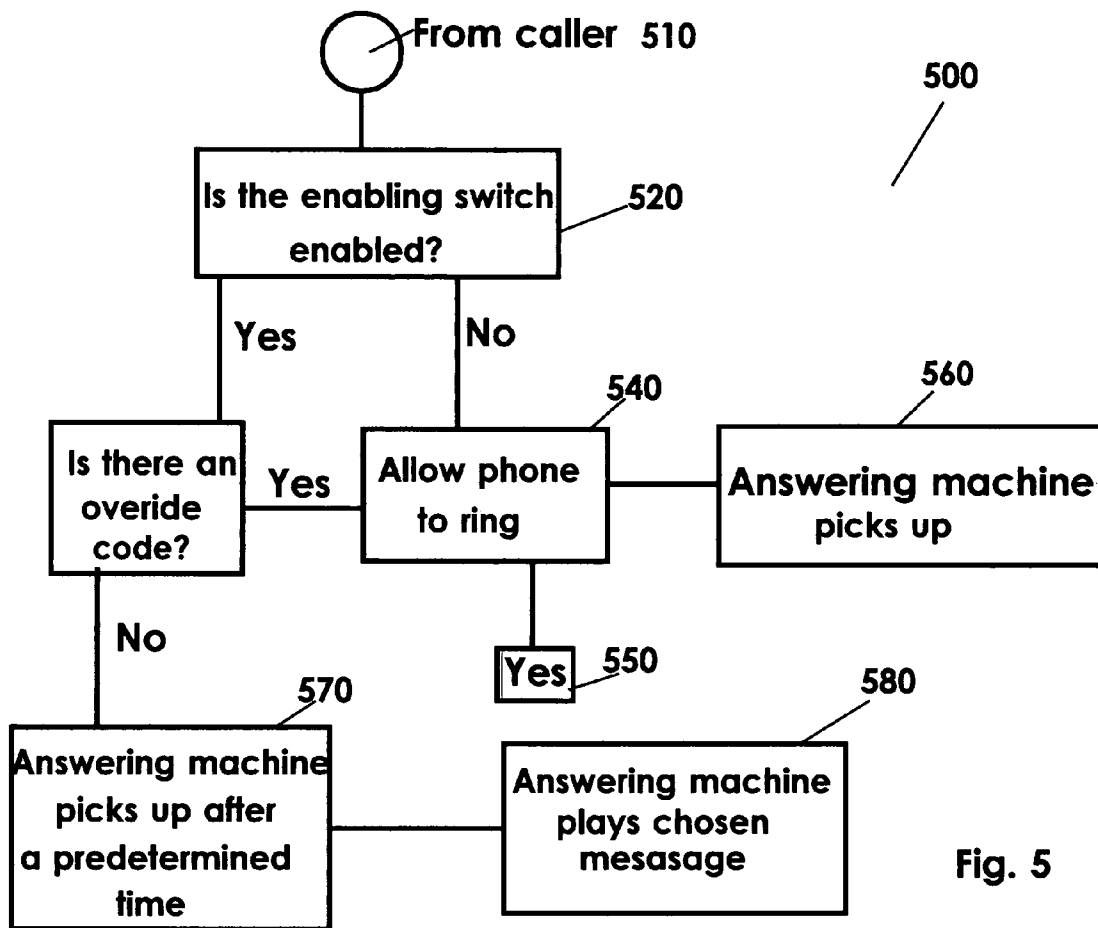 From caller 510
500
Is the enabling switch
enabled?
520
Yes
No
540
560
Is there an
overide
code?
Yes
Allow phone
to ring
Answering machine
picks up
No
Yes
550
570
580
Answering machine
picks up after
a predetermined
time
Answering machine
plays chosen
mesasage
Fig. 5